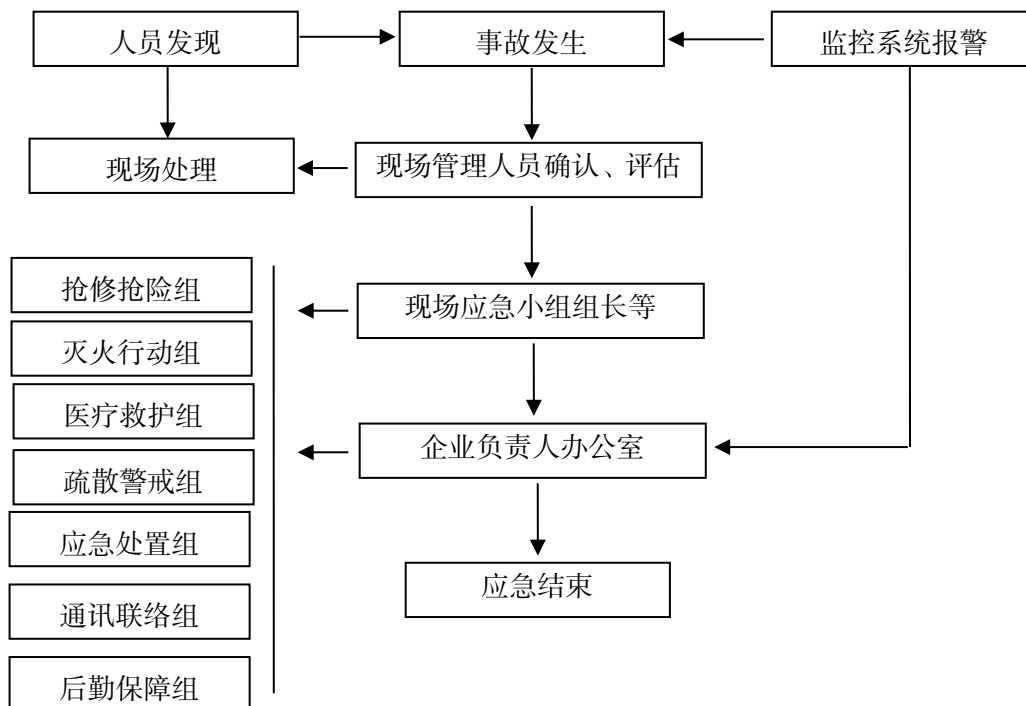 人员发现
事故发生
监控系统报警
现场处理
现场管理人员确认、评估
抢修抢险组
现场应急小组组长等
灭火行动组
医疗救护组
企业负责人办公室
疏散警戒组
应急处置组
应急结束
通讯联络组
后勤保障组